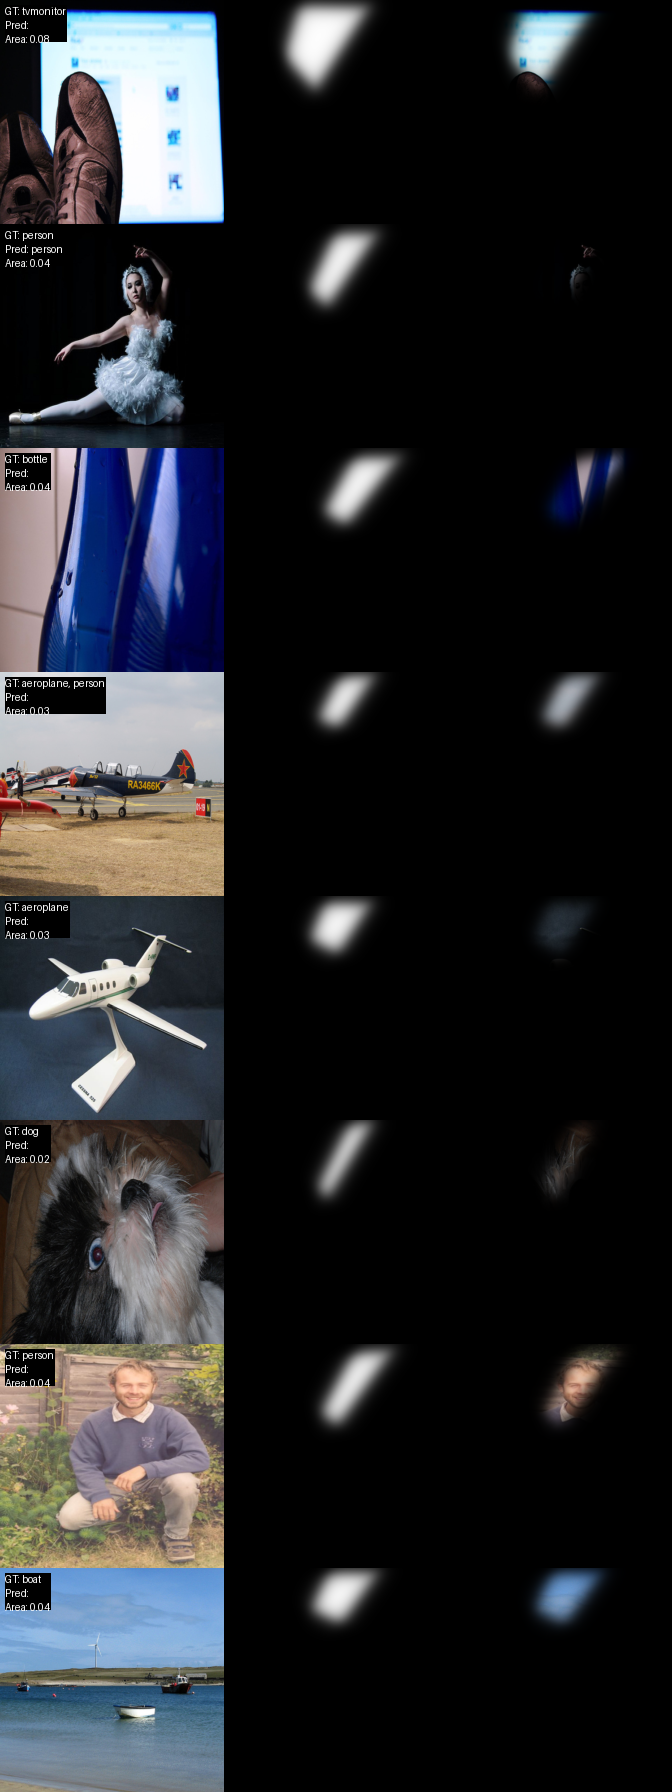 GT: tvmonitor
Pred:
Area: 0.08
GT: person
Pred: person
Area: 0.04
GT: bottle
Pred:
Area: 0.04
GT: aeroplane, person
Pred:
Area: 0.03
RA3466K
GT: aeroplane
Pred:
Area: 0.03
GT: dog
Pred:
Area: 0.02
GT: person
Pred:
Area: 0.04
GT: boat
Pred:
Area: 0.04